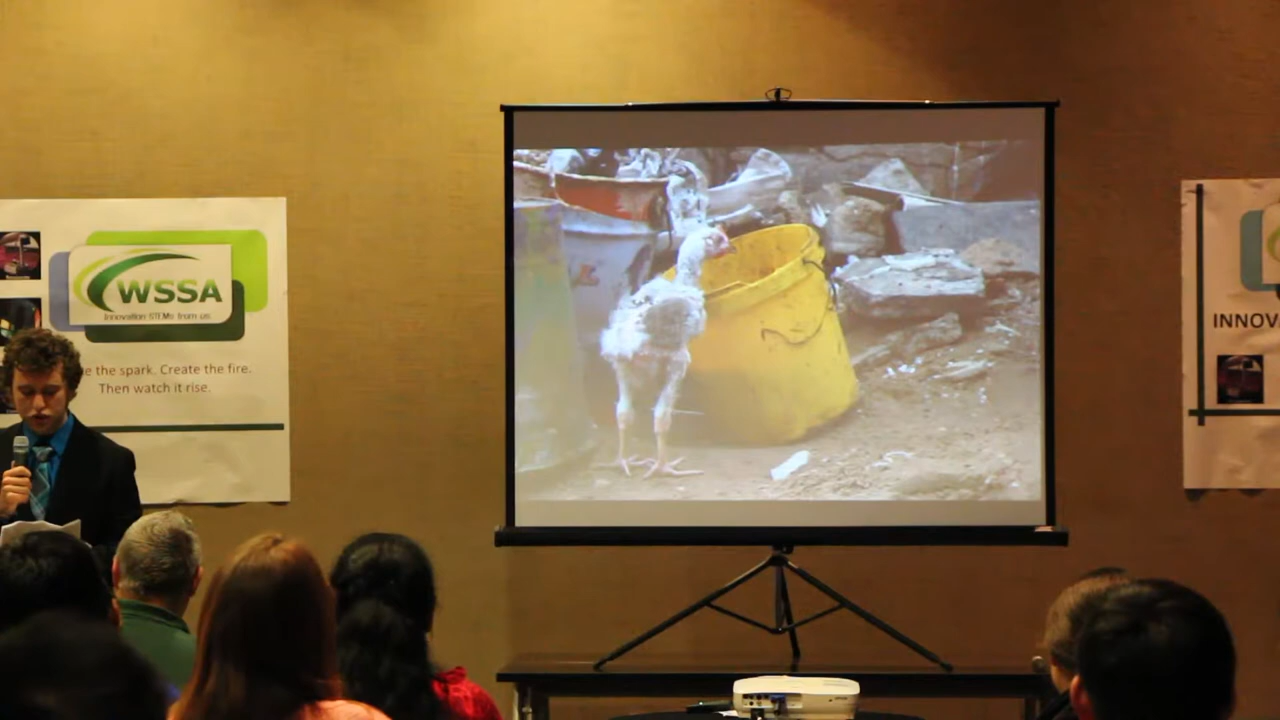 WSSA
Innovation STEMs from us
e the spark. Create the fire.
Then watch it rise.
INNOV